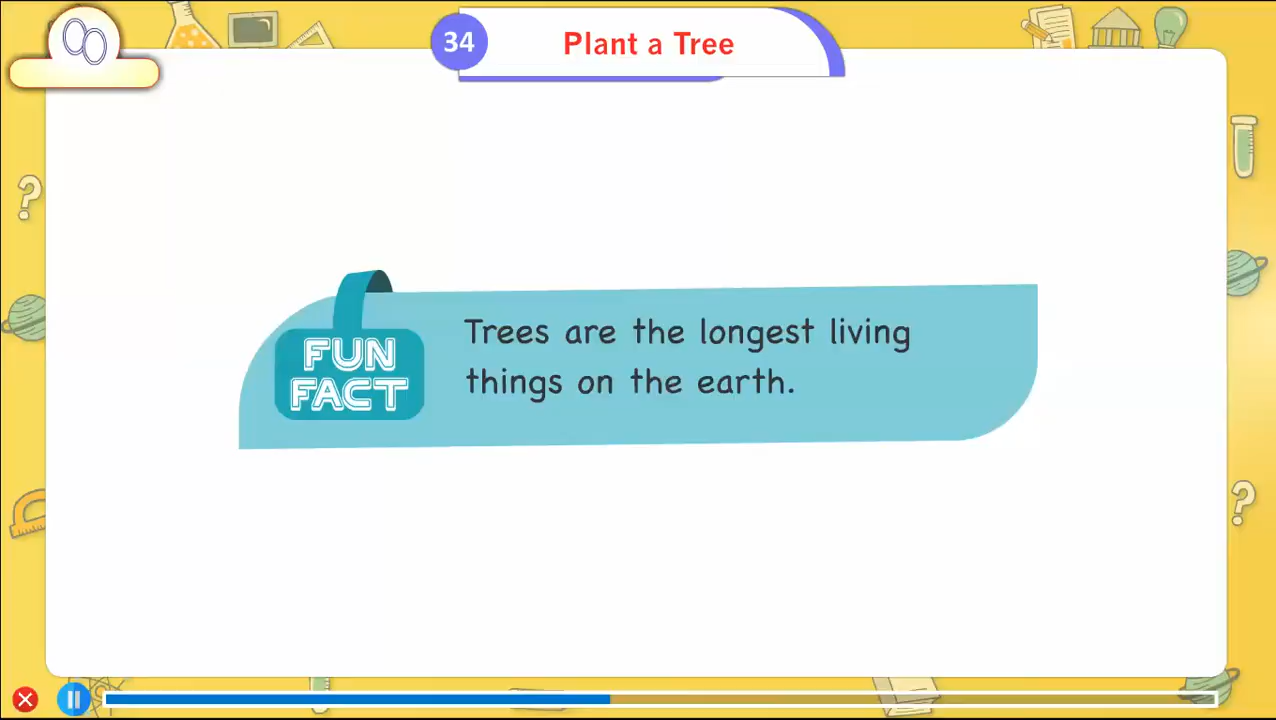 34
Plant a Tree
FUN
FACT
Trees are the longest living
things on the earth.